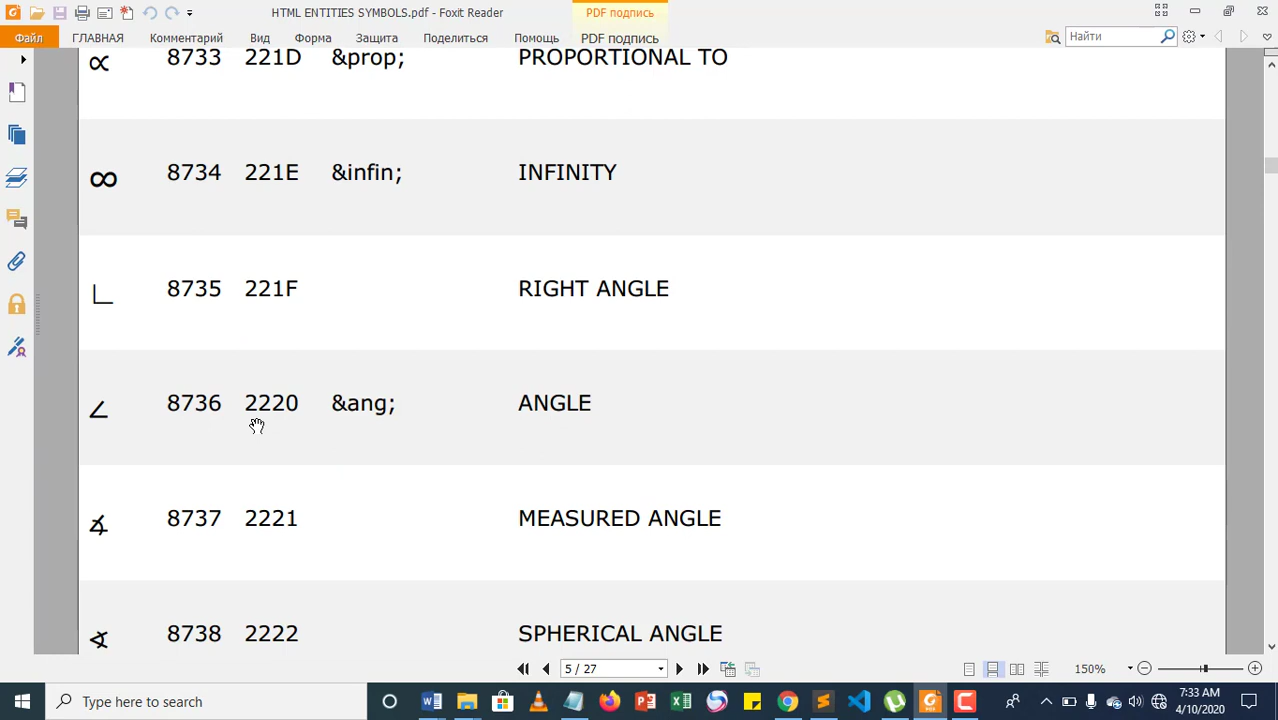 HTML ENTITIES SYMBOLS.pdf - Foxit Reader
PDF подпись
Файл ГЛАВНАЯ Комментарий Вид Форма Защита Поделиться Помощь PDF подпись Найти
∝ 8733 221D &prop; PROPORTIONAL TO
∞ 8734 221E &infin; INFINITY
∟ 8735 221F RIGHT ANGLE
∠ 8736 2220 &ang; ANGLE
∡ 8737 2221 MEASURED ANGLE
∢ 8738 2222 SPHERICAL ANGLE
5 / 27 150%
Type here to search
7:33 AM
4/10/2020